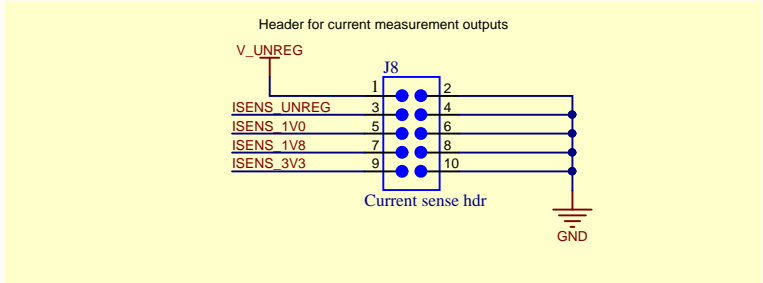 Header for current measurement outputs
V_UNREG
J8
1 2
ISENS_UNREG 3 4
ISENS_1V0 5 6
ISENS_1V8 7 8
ISENS_3V3 9 10
Current sense hdr
GND